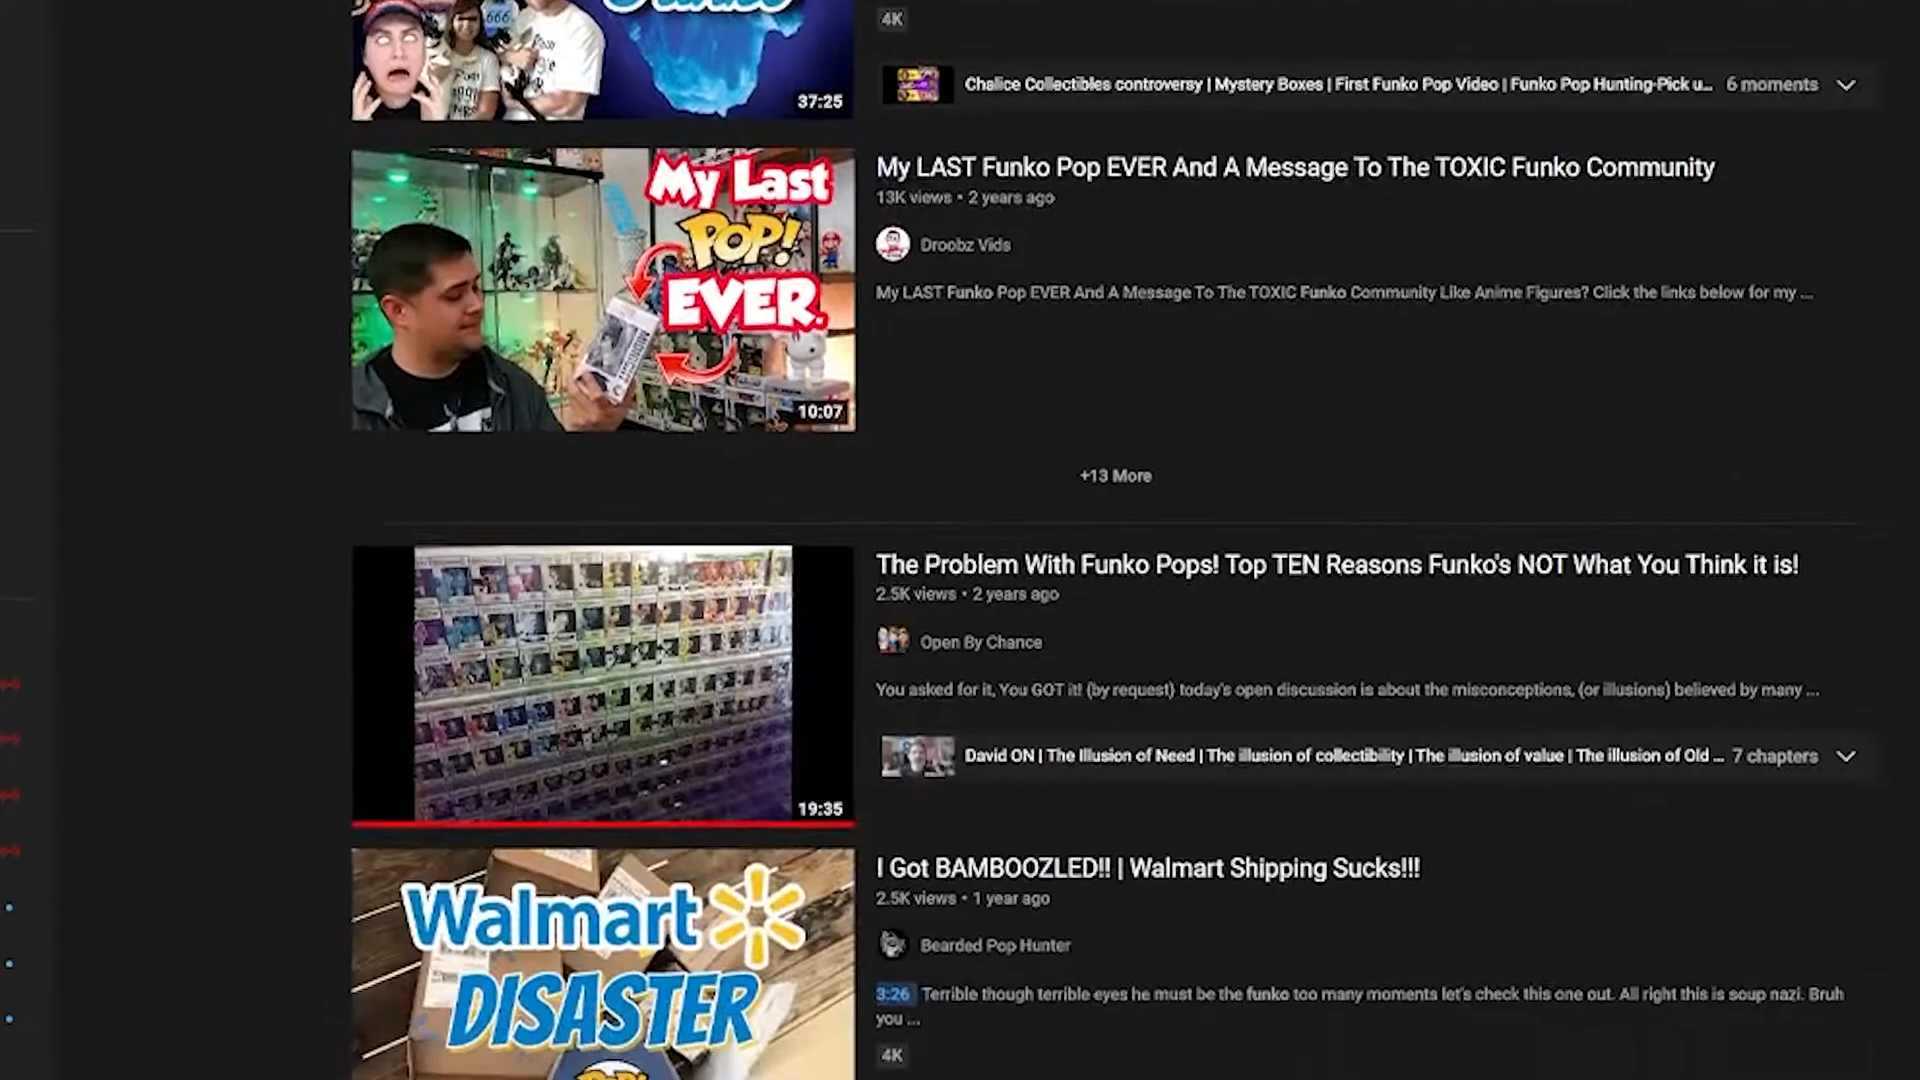 666
4K
37:25
Chalice Collectibles controversy | Mystery Boxes | First Funko Pop Video | Funko Pop Hunting-Pick u... 6 moments
My Last
POP!
EVER.
10:07
My LAST Funko Pop EVER And A Message To The TOXIC Funko Community
13K views • 2 years ago
Droobz Vids
My LAST Funko Pop EVER And A Message To The TOXIC Funko Community Like Anime Figures? Click the links below for my ...
+13 More
19:35
The Problem With Funko Pops! Top TEN Reasons Funko's NOT What You Think it is!
2.5K views • 2 years ago
Open By Chance
You asked for it, You GOT it! (by request) today's open discussion is about the misconceptions, (or illusions) believed by many ...
David ON | The Illusion of Need | The illusion of collectibility | The illusion of value | The illusion of Old ... 7 chapters
Walmart
DISASTER
I Got BAMBOOZLED!! | Walmart Shipping Sucks!!!
2.5K views • 1 year ago
Bearded Pop Hunter
3:26 Terrible though terrible eyes he must be the funko too many moments let's check this one out. All right this is soup nazi. Bruh
you ...
4K